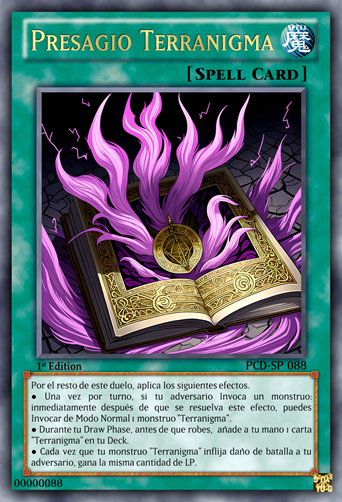 PRESAGIO TERRANIGMA
SPELL
魔
[SPELL CARD]
1st Edition
PCD-SP 088
Por el resto de este duelo, aplica los siguientes efectos.
● Una vez por turno, si tu adversario Invoca un monstruo:
inmediatamente después de que se resuelva este efecto, puedes
Invocar de Modo Normal 1 monstruo "Terranigma".
● Durante tu Draw Phase, antes de que robes, añade a tu mano 1 carta
"Terranigma" en tu Deck.
● Cada vez que tu monstruo "Terranigma" inflija daño de batalla a tu
adversario, gana la misma cantidad de LP.
00000088